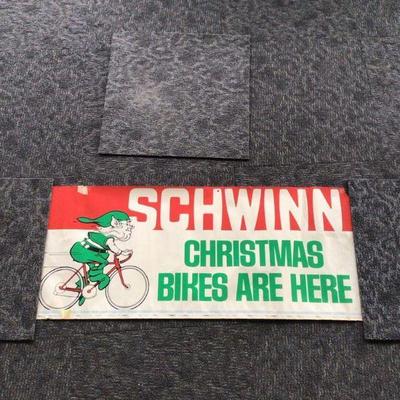 SCHWINN
CHRISTMAS
BIKES ARE HERE